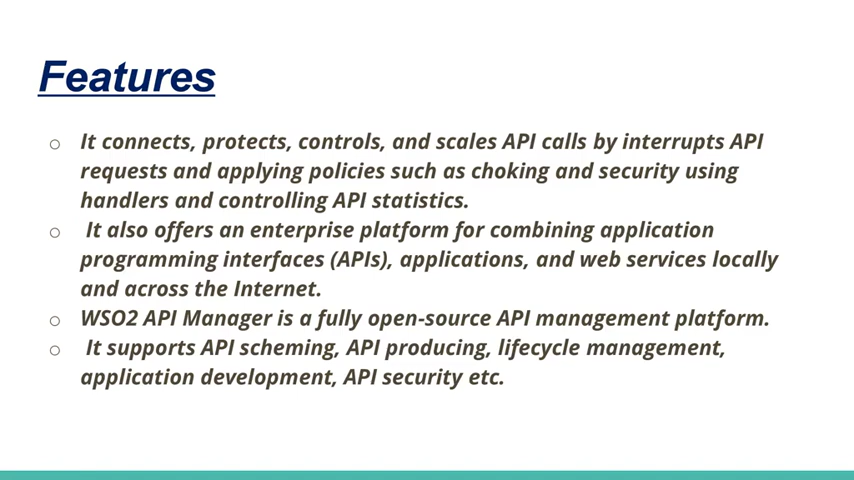 Features
It connects, protects, controls, and scales API calls by interrupts API
requests and applying policies such as choking and security using
handlers and controlling API statistics.
It also offers an enterprise platform for combining application
programming interfaces (APIs), applications, and web services locally
and across the Internet.
WSO2 API Manager is a fully open-source API management platform.
It supports API scheming, API producing, lifecycle management,
application development, API security etc.